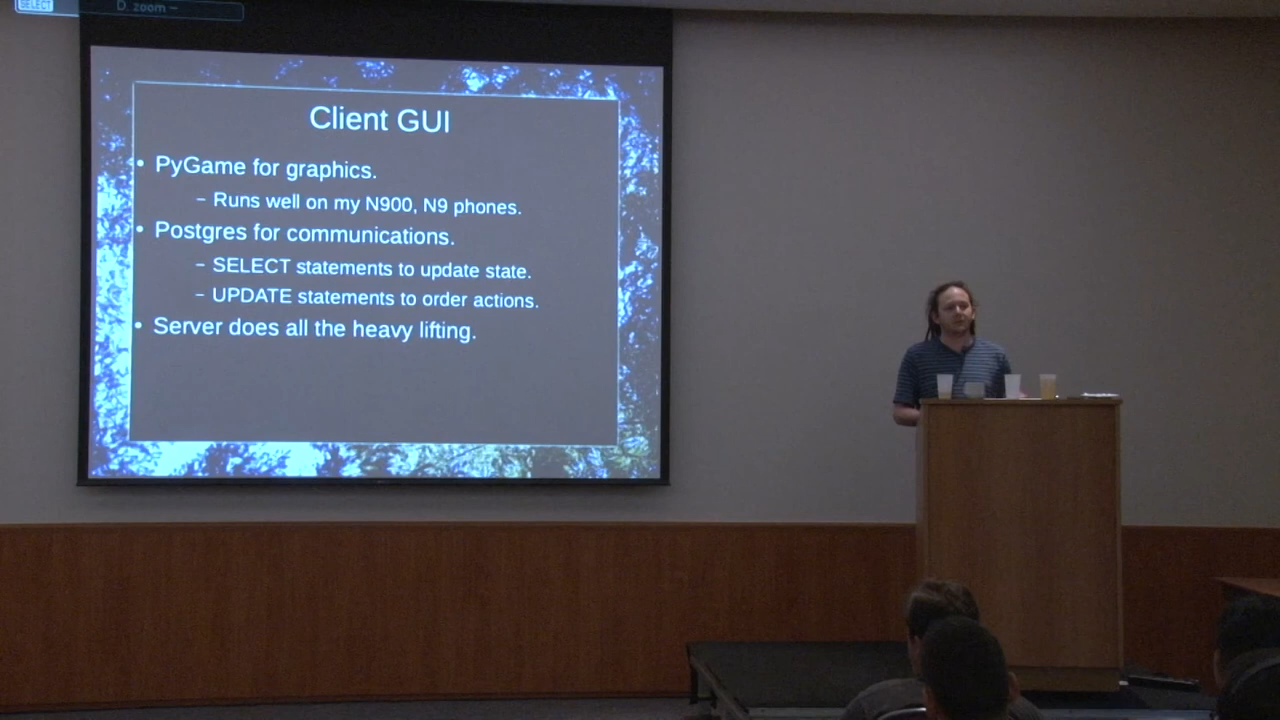 SELECT
D. zoom –
Client GUI
• PyGame for graphics.
– Runs well on my N900, N9 phones.
• Postgres for communications.
– SELECT statements to update state.
– UPDATE statements to order actions.
• Server does all the heavy lifting.